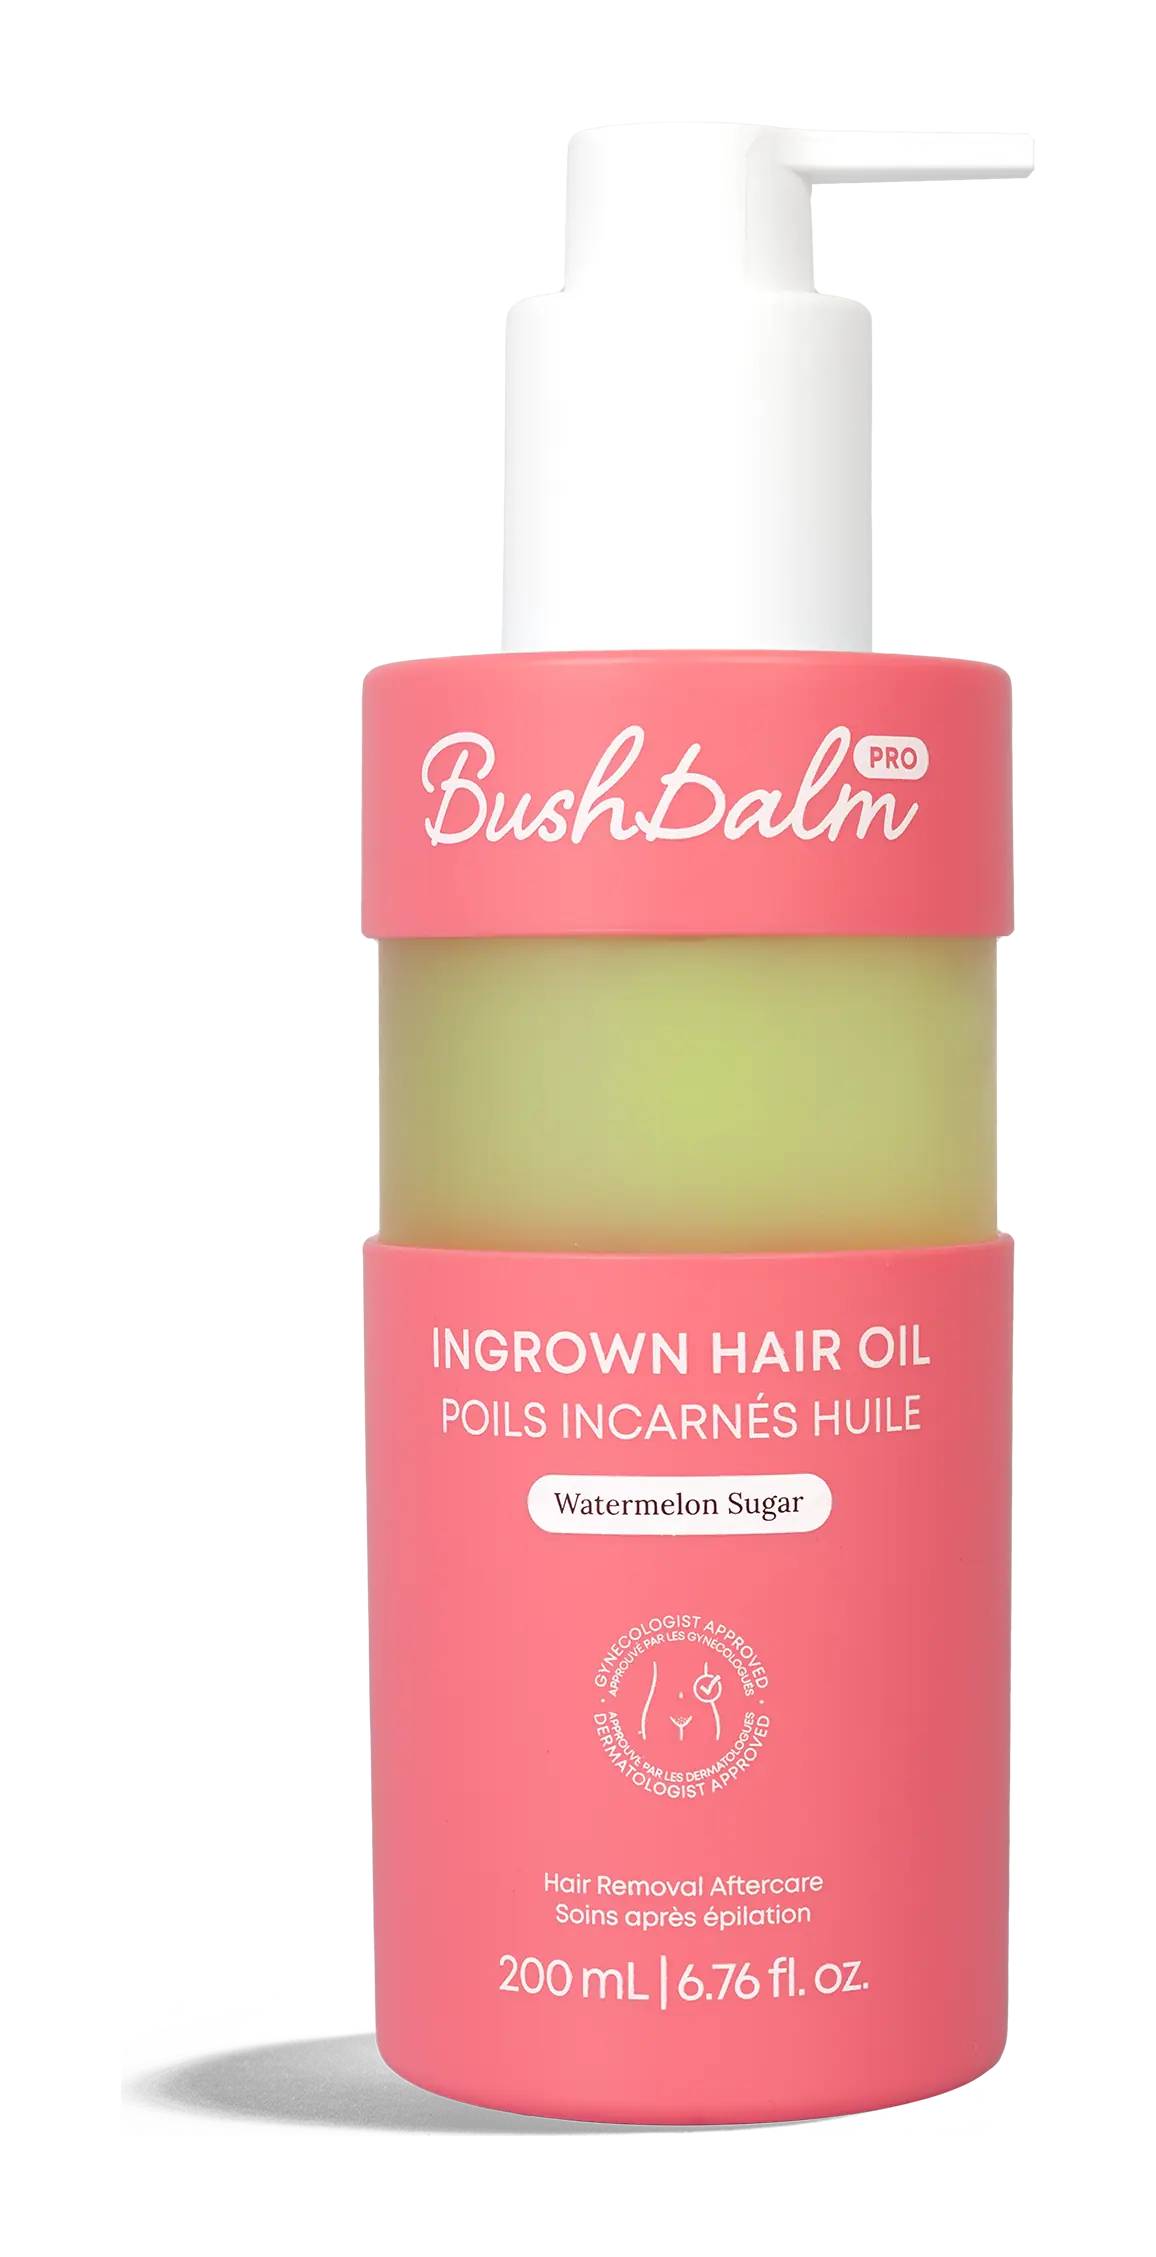 Bushbalm PRO
INGROWN HAIR OIL
POILS INCARNÉS HUILE
Watermelon Sugar
GYNECOLOGIST APPROVED
APPROUVÉ PAR LES GYNÉCOLOGUES
APPROUVÉ PAR LES DERMATOLOGUES
DERMATOLOGIST APPROVED
Hair Removal Aftercare
Soins après épilation
200 mL | 6.76 fl. oz.